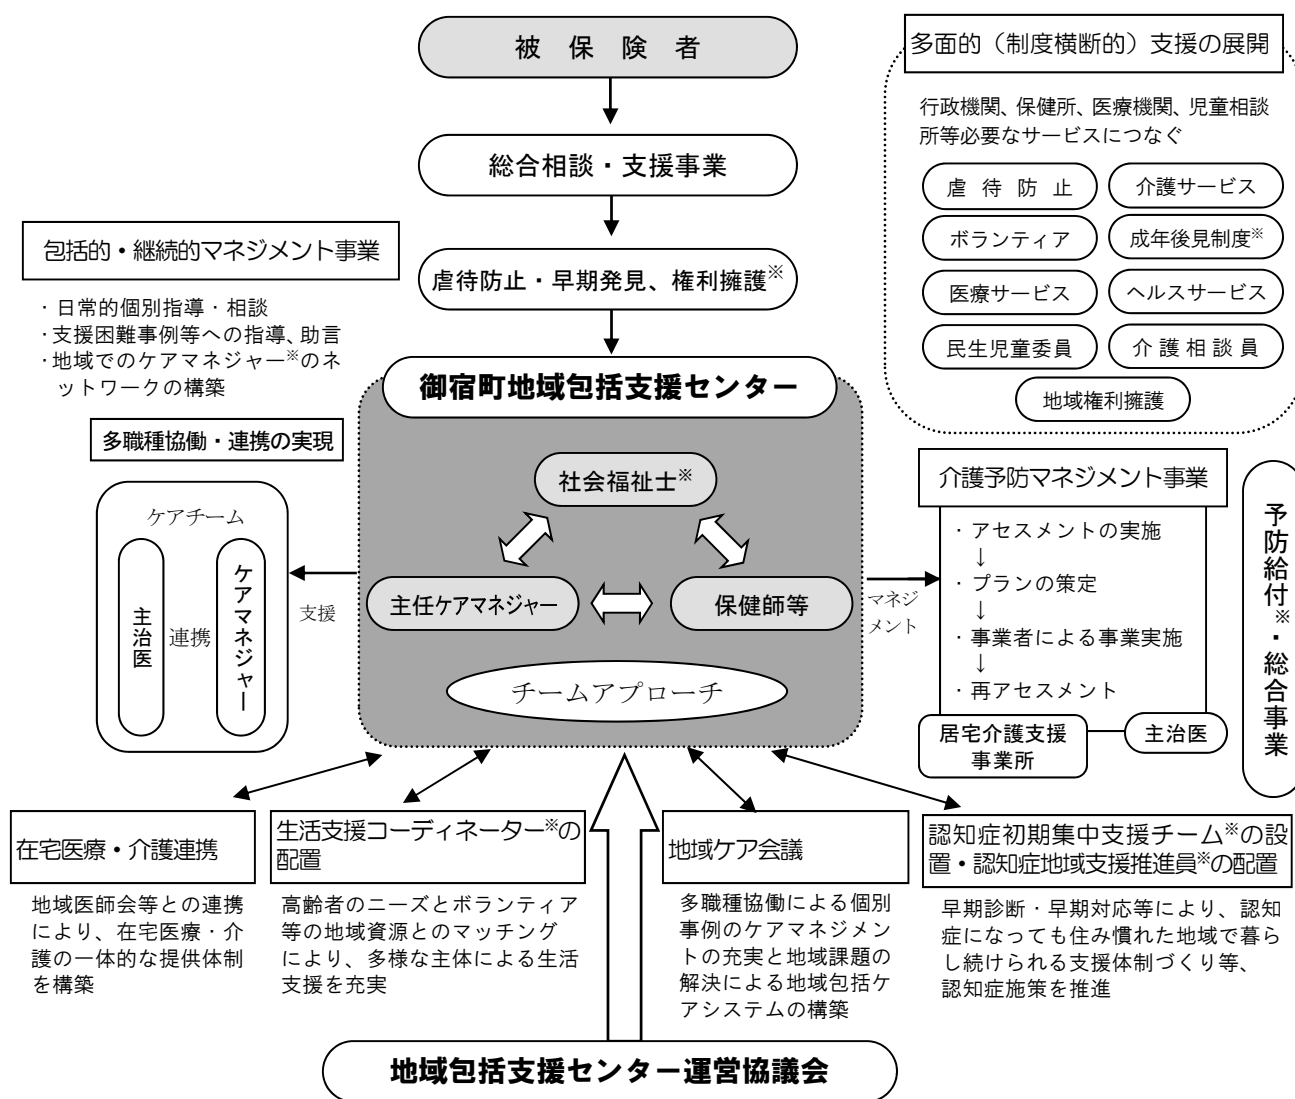 被保険者
総合相談・支援事業
虐待防止・早期発見、権利擁護※
多面的（制度横断的）支援の展開
行政機関、保健所、医療機関、児童相談
所等必要なサービスにつなぐ
虐待防止
介護サービス
ボランティア
成年後見制度※
医療サービス
ヘルスサービス
民生児童委員
介護相談員
地域権利擁護
包括的・継続的マネジメント事業
・日常的個別指導・相談
・支援困難事例等への指導、助言
・地域でのケアマネジャー※のネ
ットワークの構築
多職種協働・連携の実現
ケアチーム
主治医
連携
ケアマネジャー
支援
御宿町地域包括支援センター
社会福祉士※
主任ケアマネジャー
保健師等
チームアプローチ
マネジ
メント
介護予防マネジメント事業
・アセスメントの実施
↓
・プランの策定
↓
・事業者による事業実施
↓
・再アセスメント
居宅介護支援
事業所
主治医
予防給付※・総合事業
在宅医療・介護連携
地域医師会等との連携
により、在宅医療・介
護の一体的な提供体制
を構築
生活支援コーディネーター※の
配置
高齢者のニーズとボランティア
等の地域資源とのマッチング
により、多様な主体による生活
支援を充実
地域ケア会議
多職種協働による個別
事例のケアマネジメン
トの充実と地域課題の
解決による地域包括ケ
アシステムの構築
認知症初期集中支援チーム※の設
置・認知症地域支援推進員※の配置
早期診断・早期対応等により、認知
症になっても住み慣れた地域で暮ら
し続けられる支援体制づくり等、
認知症施策を推進
地域包括支援センター運営協議会